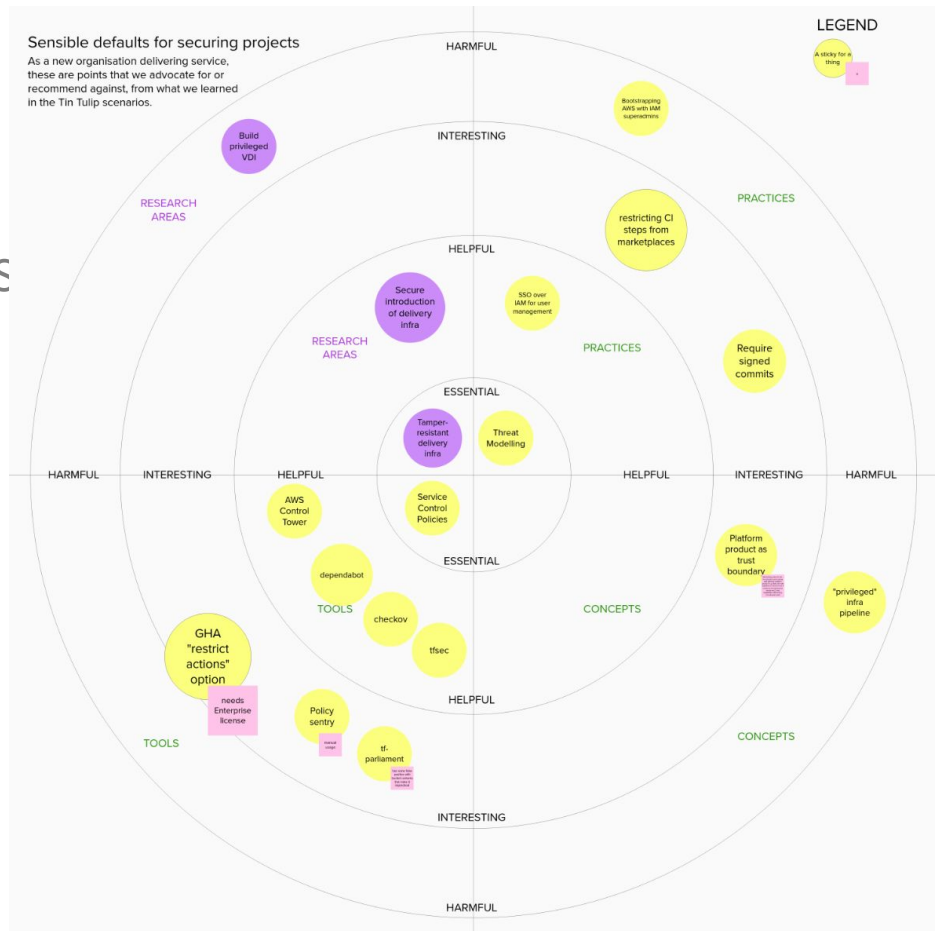 Sensible defaults for securing projects
As a new organisation delivering service,
these are points that we advocate for or
recommend against, from what we learned
in the Tin Tulip scenarios.
LEGEND
A sticky for a
thing
HARMFUL
Bootstrapping
AWS with IAM
superadmins
INTERESTING
Build
privileged
VDI
RESEARCH
AREAS
PRACTICES
restricting CI
steps from
marketplaces
HELPFUL
S
Secure
introduction
of delivery
infra
SSO over
IAM for user
management
RESEARCH
AREAS
PRACTICES
Require
signed
commits
ESSENTIAL
Tamper-
resistant
delivery
infra
Threat
Modelling
HARMFUL
INTERESTING
HELPFUL
HELPFUL
INTERESTING
HARMFUL
AWS
Control
Tower
Service
Control
Policies
ESSENTIAL
Platform
product as
trust
boundary
"privileged"
infra
pipeline
dependabot
TOOLS
checkov
tfsec
CONCEPTS
GHA
"restrict
actions"
option
needs
Enterprise
license
HELPFUL
Policy
sentry
manual
usage
TOOLS
tf-
parliament
CONCEPTS
INTERESTING
HARMFUL